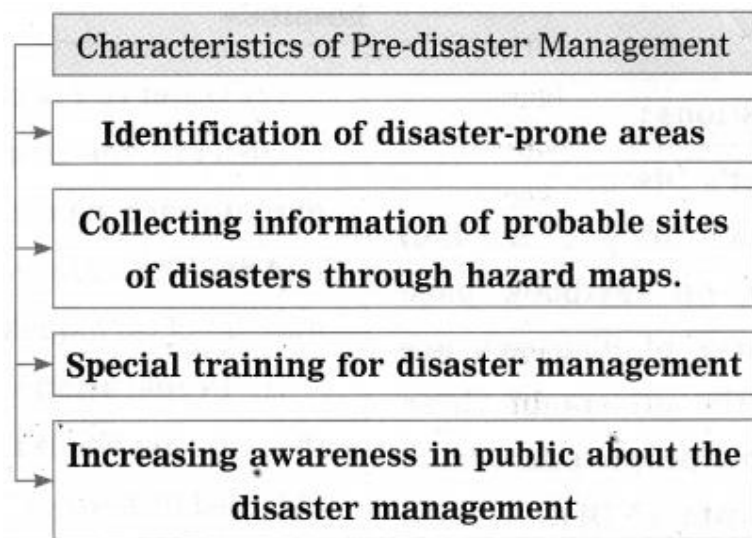 Characteristics of Pre-disaster Management
Identification of disaster-prone areas
Collecting information of probable sites
of disasters through hazard maps.
Special training for disaster management
Increasing awareness in public about the
disaster management